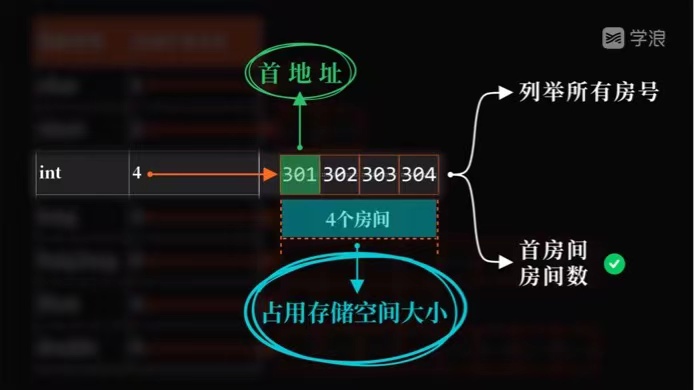 学浪
首地址
列举所有房号
int 4 301 302 303 304
4个房间
首房间
房间数
占用存储空间大小